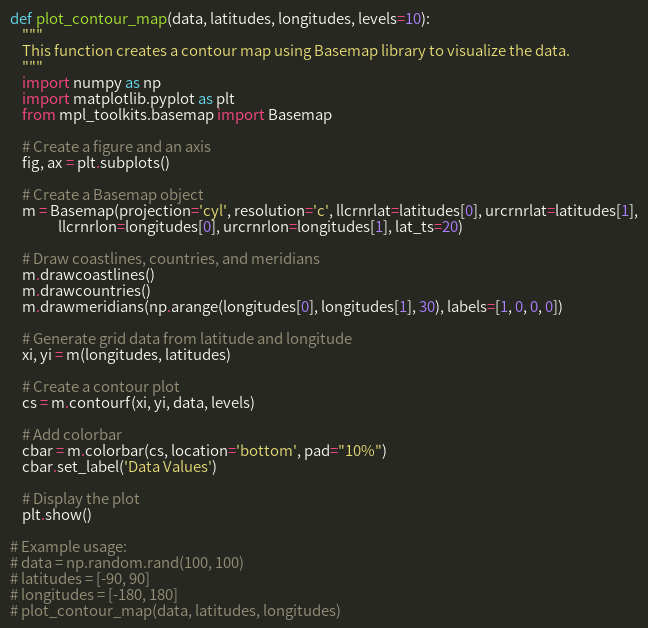 def plot_contour_map(data, latitudes, longitudes, levels=10):
    """
    This function creates a contour map using Basemap library to visualize the data.
    """
    import numpy as np
    import matplotlib.pyplot as plt
    from mpl_toolkits.basemap import Basemap

    # Create a figure and an axis
    fig, ax = plt.subplots()

    # Create a Basemap object
    m = Basemap(projection='cyl', resolution='c', llcrnrlat=latitudes[0], urcrnrlat=latitudes[1],
                llcrnrlon=longitudes[0], urcrnrlon=longitudes[1], lat_ts=20)

    # Draw coastlines, countries, and meridians
    m.drawcoastlines()
    m.drawcountries()
    m.drawmeridians(np.arange(longitudes[0], longitudes[1], 30), labels=[1, 0, 0, 0])

    # Generate grid data from latitude and longitude
    xi, yi = m(longitudes, latitudes)

    # Create a contour plot
    cs = m.contourf(xi, yi, data, levels)

    # Add colorbar
    cbar = m.colorbar(cs, location='bottom', pad="10%")
    cbar.set_label('Data Values')

    # Display the plot
    plt.show()

# Example usage:
# data = np.random.rand(100, 100)
# latitudes = [-90, 90]
# longitudes = [-180, 180]
# plot_contour_map(data, latitudes, longitudes)